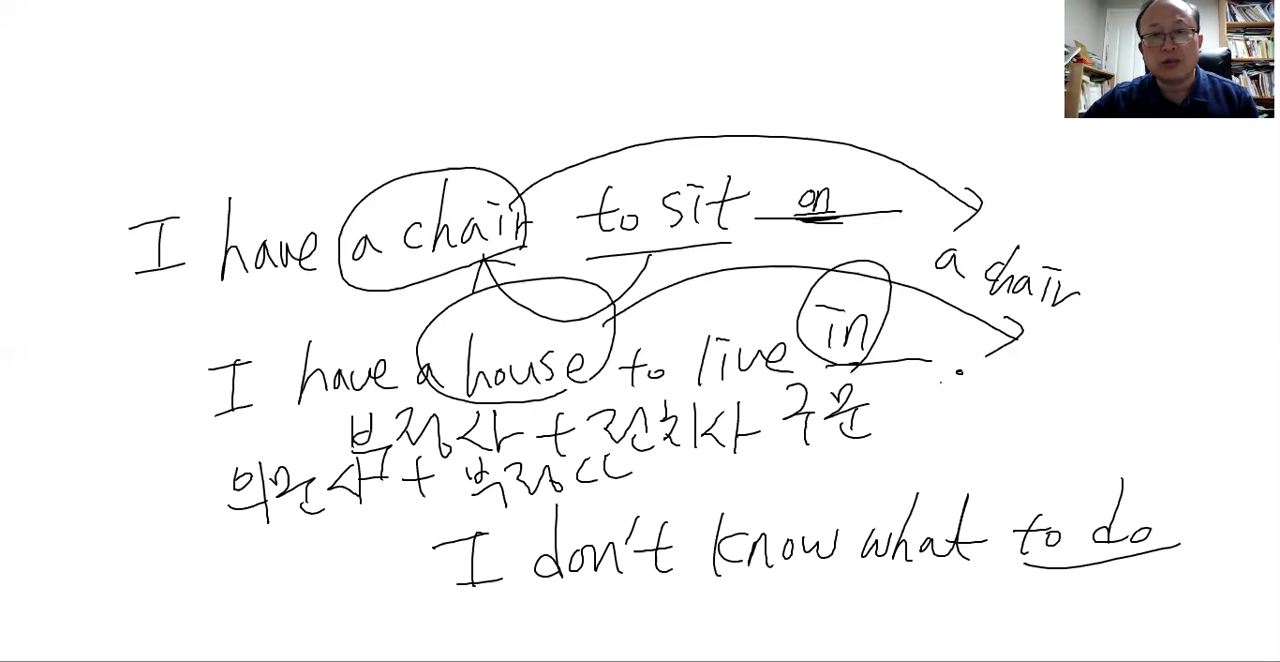 I have a chair to sit on
a chair
I have a house to live in .
부정사 + 전치사 구문
의문사 + 부정사
I don't know what to do